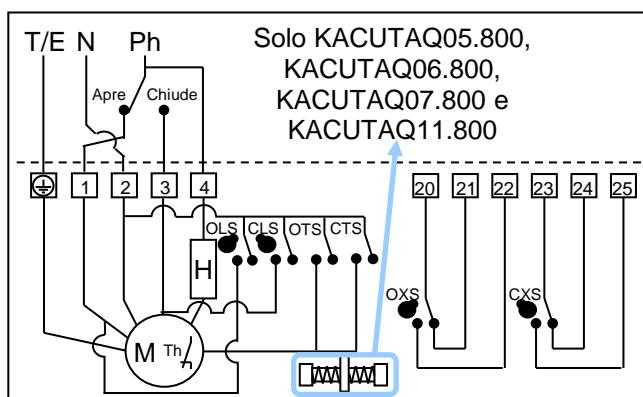 T/E N Ph
Solo KACUTAQ05.800,
KACUTAQ06.800,
KACUTAQ07.800 e
KACUTAQ11.800
Apre Chiude
1 2 3 4 20 21 22 23 24 25
OLS CLS OTS CTS
H
OXS CXS
M Th